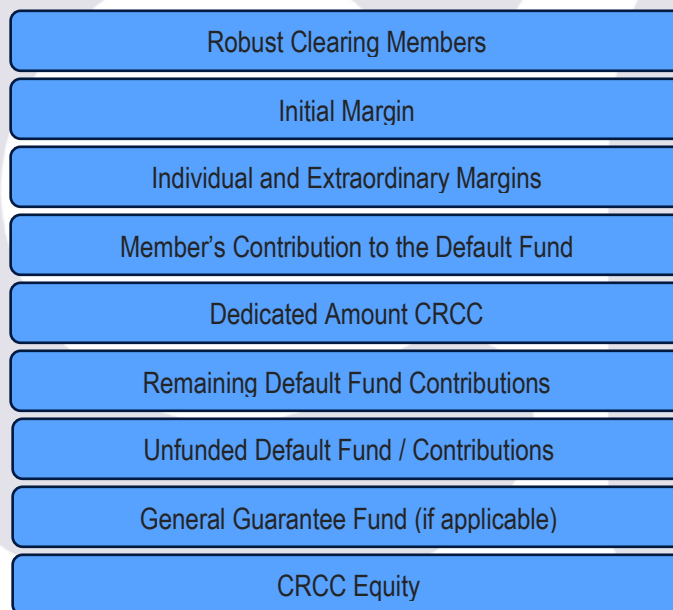 Robust Clearing Members
Initial Margin
Individual and Extraordinary Margins
Member’s Contribution to the Default Fund
Dedicated Amount CRCC
Remaining Default Fund Contributions
Unfunded Default Fund / Contributions
General Guarantee Fund (if applicable)
CRCC Equity